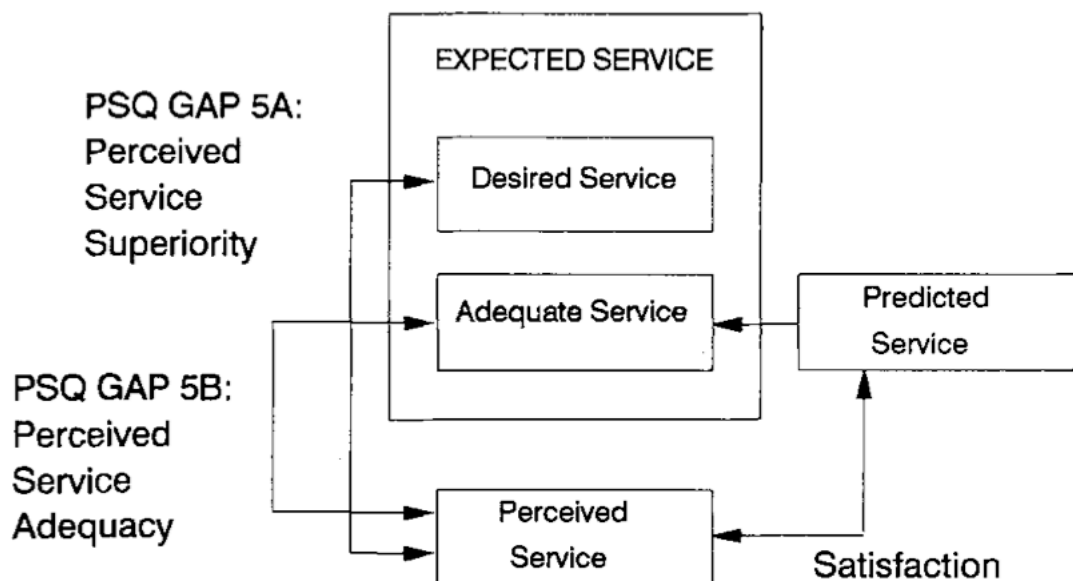 EXPECTED SERVICE
PSQ GAP 5A:
Perceived
Service
Superiority
Desired Service
Adequate Service
Predicted
Service
PSQ GAP 5B:
Perceived
Service
Adequacy
Perceived
Service
Satisfaction